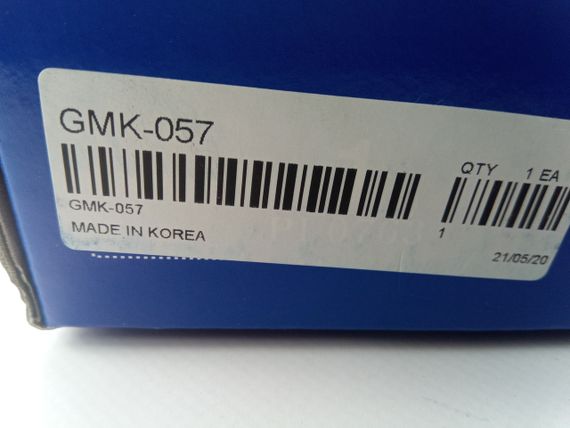 GMK-057
QTY 1 EA
GMK-057
1
MADE IN KOREA
21/05/20